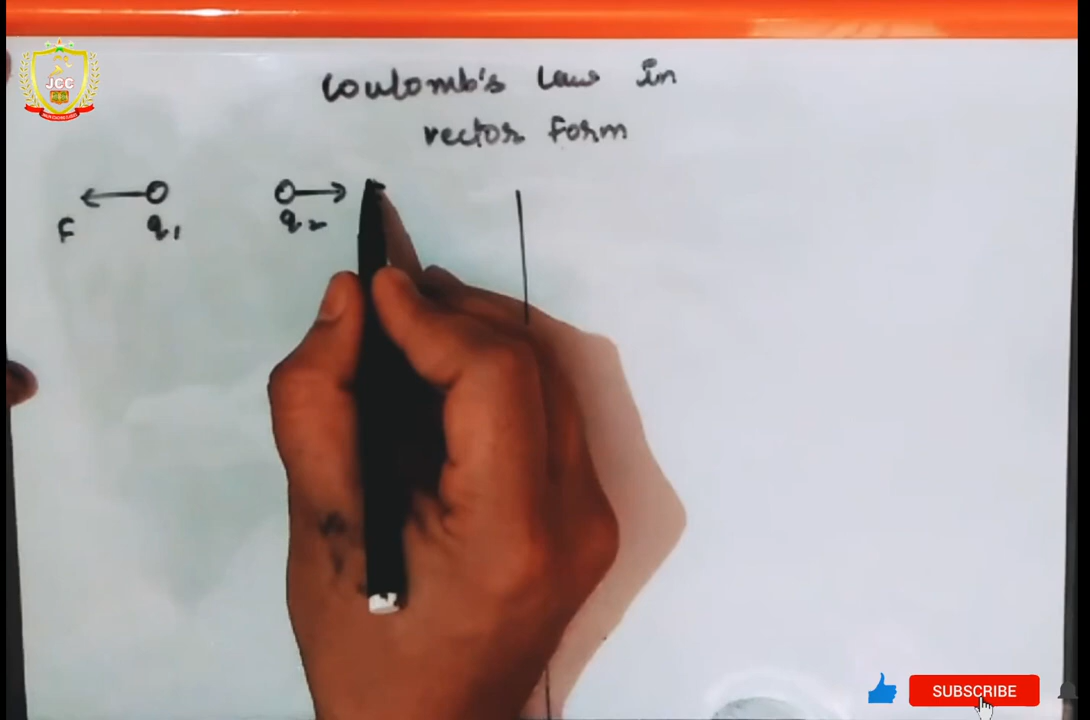 JCC
Coulomb's Law in
vector form
F q₁ q₂
SUBSCRIBE